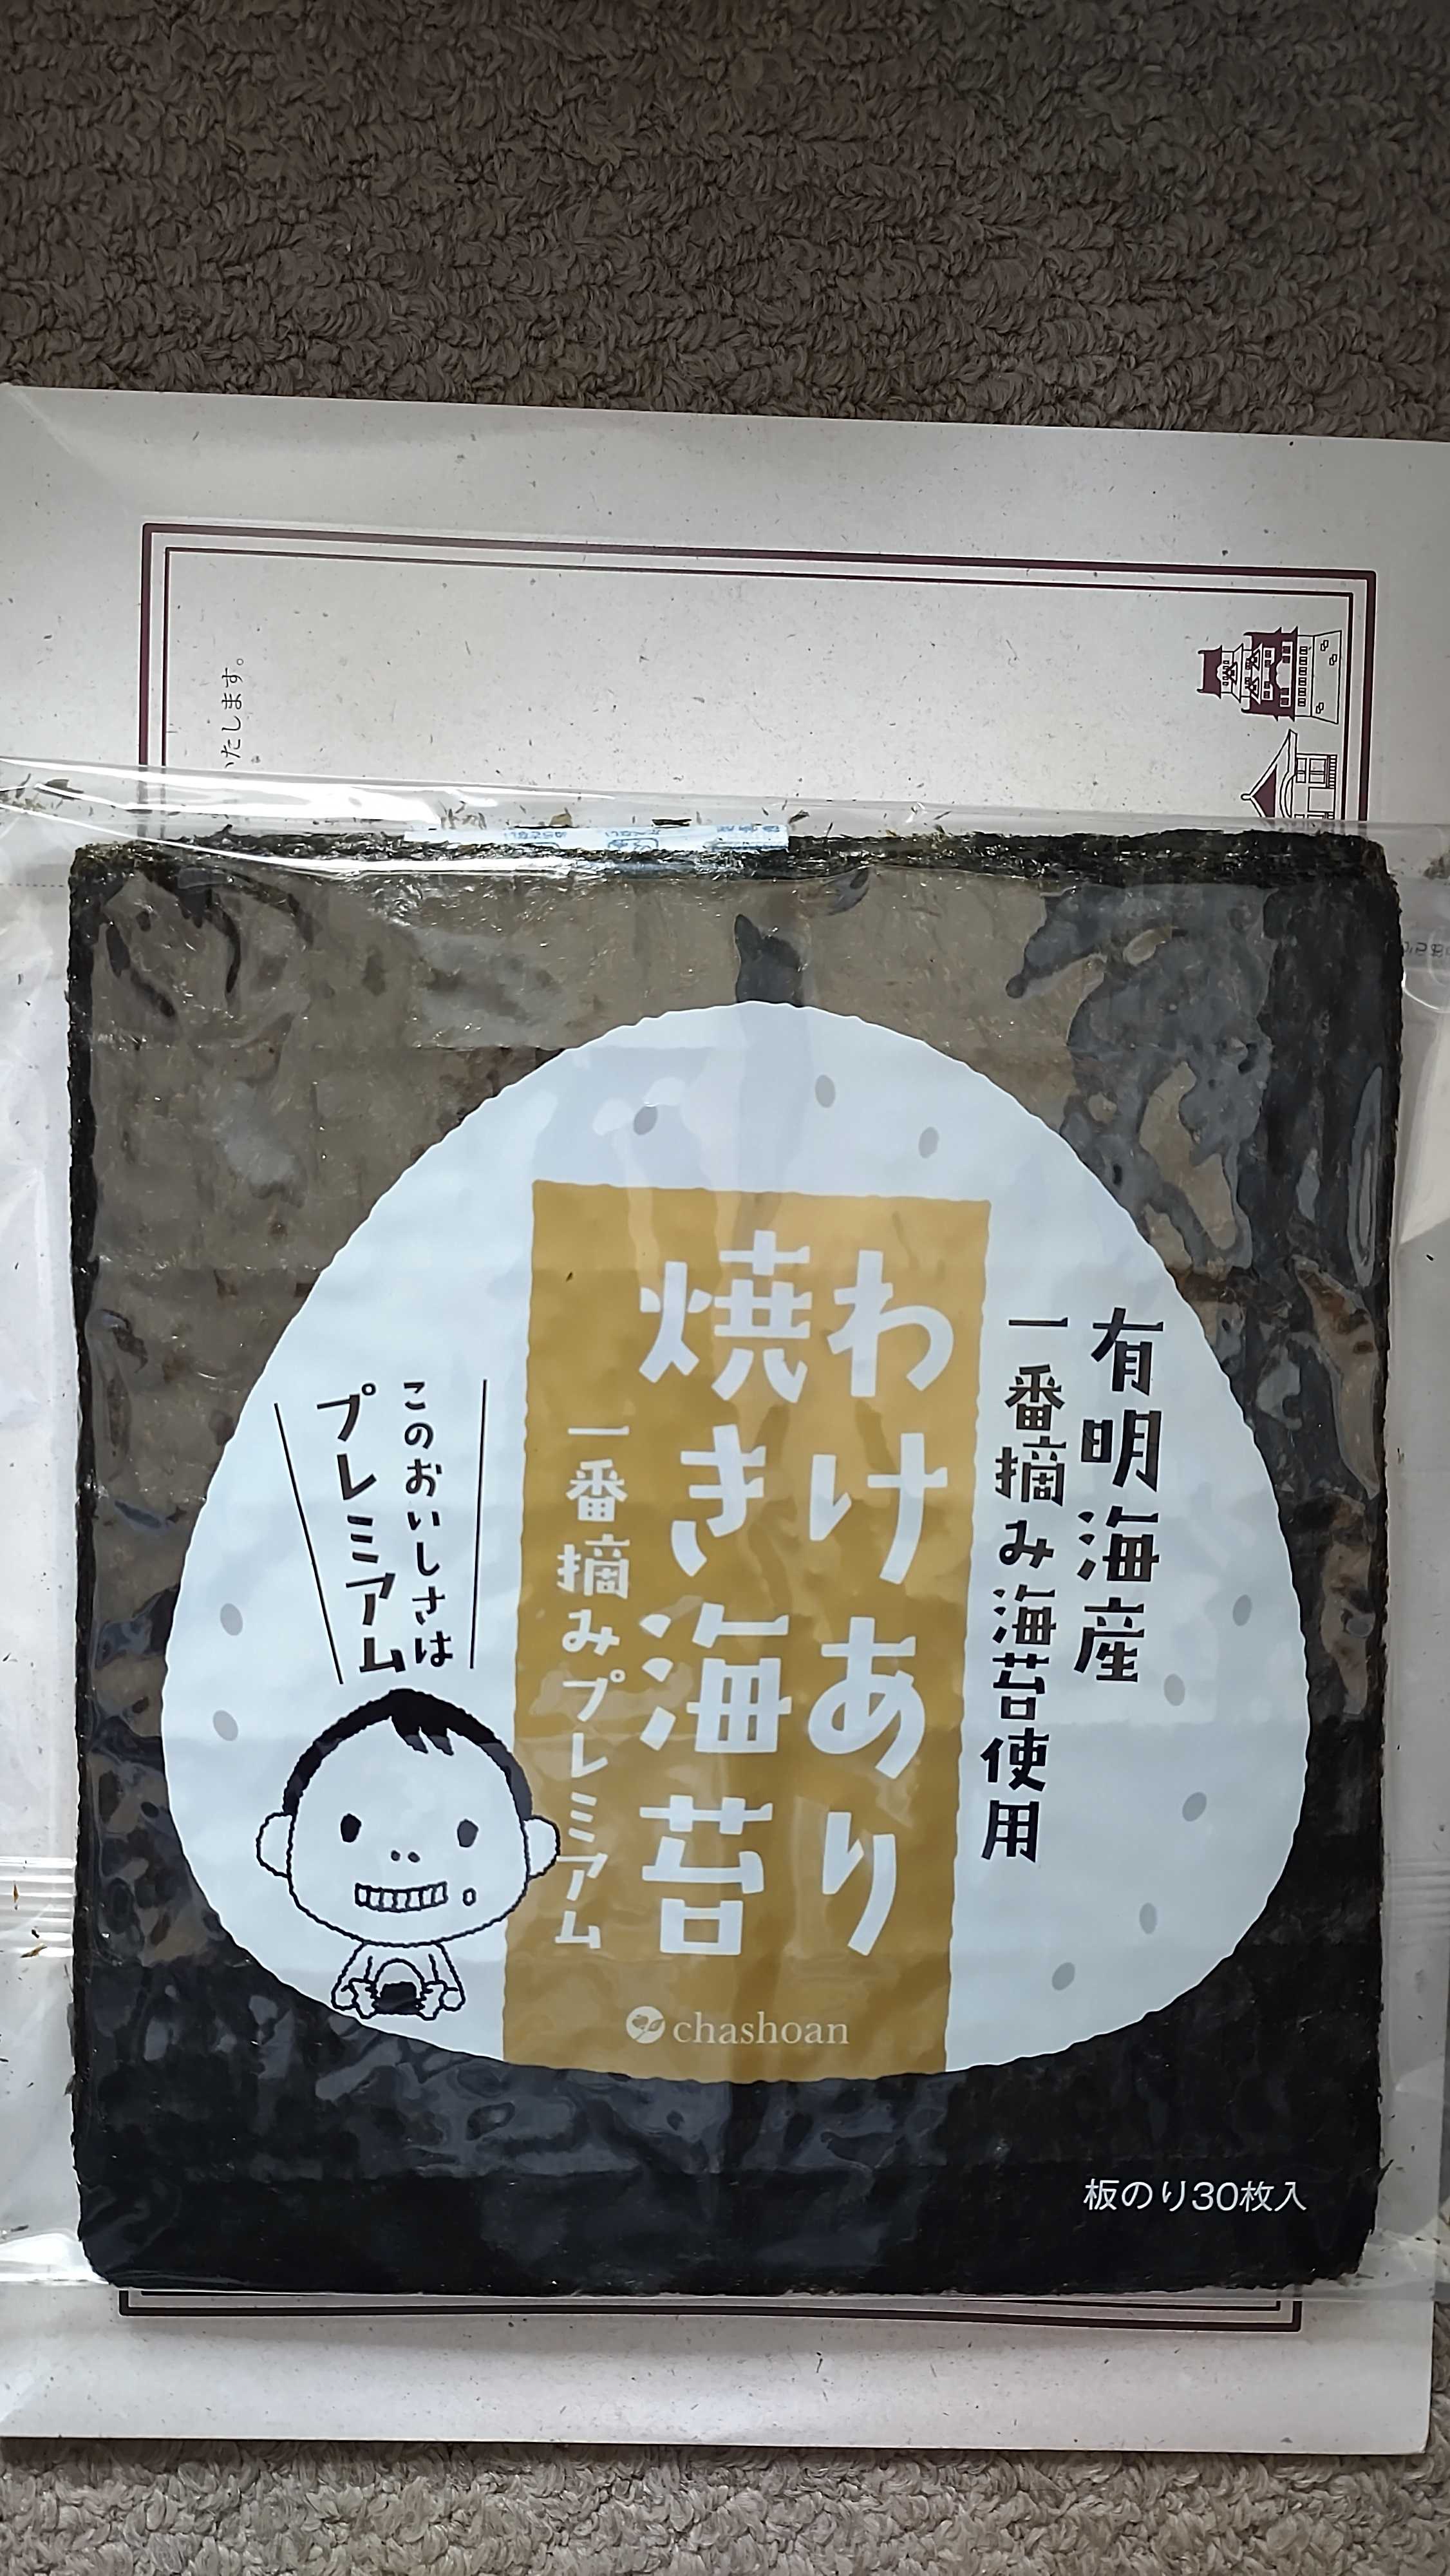 有明海産
一番摘み海苔使用
わけあり
焼き海苔
一番摘みプレミアム
このおいしさは
プレミアム
chashoan
板のり30枚入
いたします。